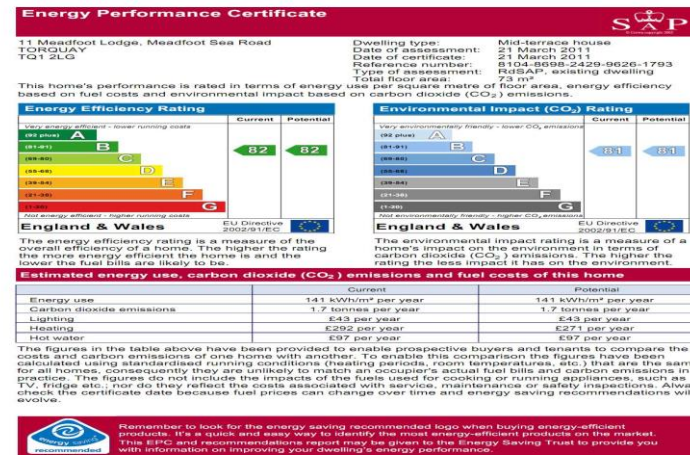 Energy Performance Certificate
SAP
11 Meadfoot Lodge, Meadfoot Sea Road
TORQUAY
TQ1 2LG
Dwelling type: Mid-terrace house
Date of assessment: 21 March 2011
Date of certificate: 21 March 2011
Reference number: 8104-8698-2429-9626-1793
Type of assessment: RdSAP, existing dwelling
Total floor area: 73 m²
This home's performance is rated in terms of energy use per square metre of floor area, energy efficiency
based on fuel costs and environmental impact based on carbon dioxide (CO₂) emissions.
Energy Efficiency Rating
Current Potential
Very energy efficient - lower running costs
(92 plus) A
(81-91) B
(69-80) C
(55-68) D
(39-54) E
(21-38) F
(1-20) G
82 82
Not energy efficient - higher running costs
England & Wales
EU Directive
2002/91/EC
Environmental Impact (CO₂) Rating
Current Potential
Very environmentally friendly - lower CO₂ emissions
(92 plus) A
(81-91) B
(69-80) C
(55-68) D
(39-54) E
(21-38) F
(1-20) G
81 81
Not environmentally friendly - higher CO₂ emissions
England & Wales
EU Directive
2002/91/EC
The energy efficiency rating is a measure of the
overall efficiency of a home. The higher the rating
the more energy efficient the home is and the
lower the fuel bills are likely to be.
The environmental impact rating is a measure of a
home's impact on the environment in terms of
carbon dioxide (CO₂) emissions. The higher the
rating the less impact it has on the environment.
Estimated energy use, carbon dioxide (CO₂) emissions and fuel costs of this home
Current Potential
Energy use 141 kWh/m² per year 141 kWh/m² per year
Carbon dioxide emissions 1.7 tonnes per year 1.7 tonnes per year
Lighting £43 per year £43 per year
Heating £292 per year £271 per year
Hot water £97 per year £97 per year
The figures in the table above have been provided to enable prospective buyers and tenants to compare the
costs and carbon emissions of one home with another. To enable this comparison the figures have been
calculated using standardised running conditions (heating periods, room temperatures, etc.) that are the sam
for all homes, consequently they are unlikely to match an occupier's actual fuel bills and carbon emissions in
practice. The figures do not include the impacts of the fuels used for cooking or running appliances, such as
TV, fridge etc.; nor do they reflect the costs associated with service, maintenance or safety inspections. Alwa
check the certificate date because fuel prices can change over time and energy saving recommendations wil
evolve.
energy saving
recommended
Remember to look for the energy saving recommended logo when buying energy-efficient
products. It's a quick and easy way to identify the most energy-efficient products on the market.
This EPC and recommendations report may be given to the Energy Saving Trust to provide you
with information on improving your dwelling's energy performance.